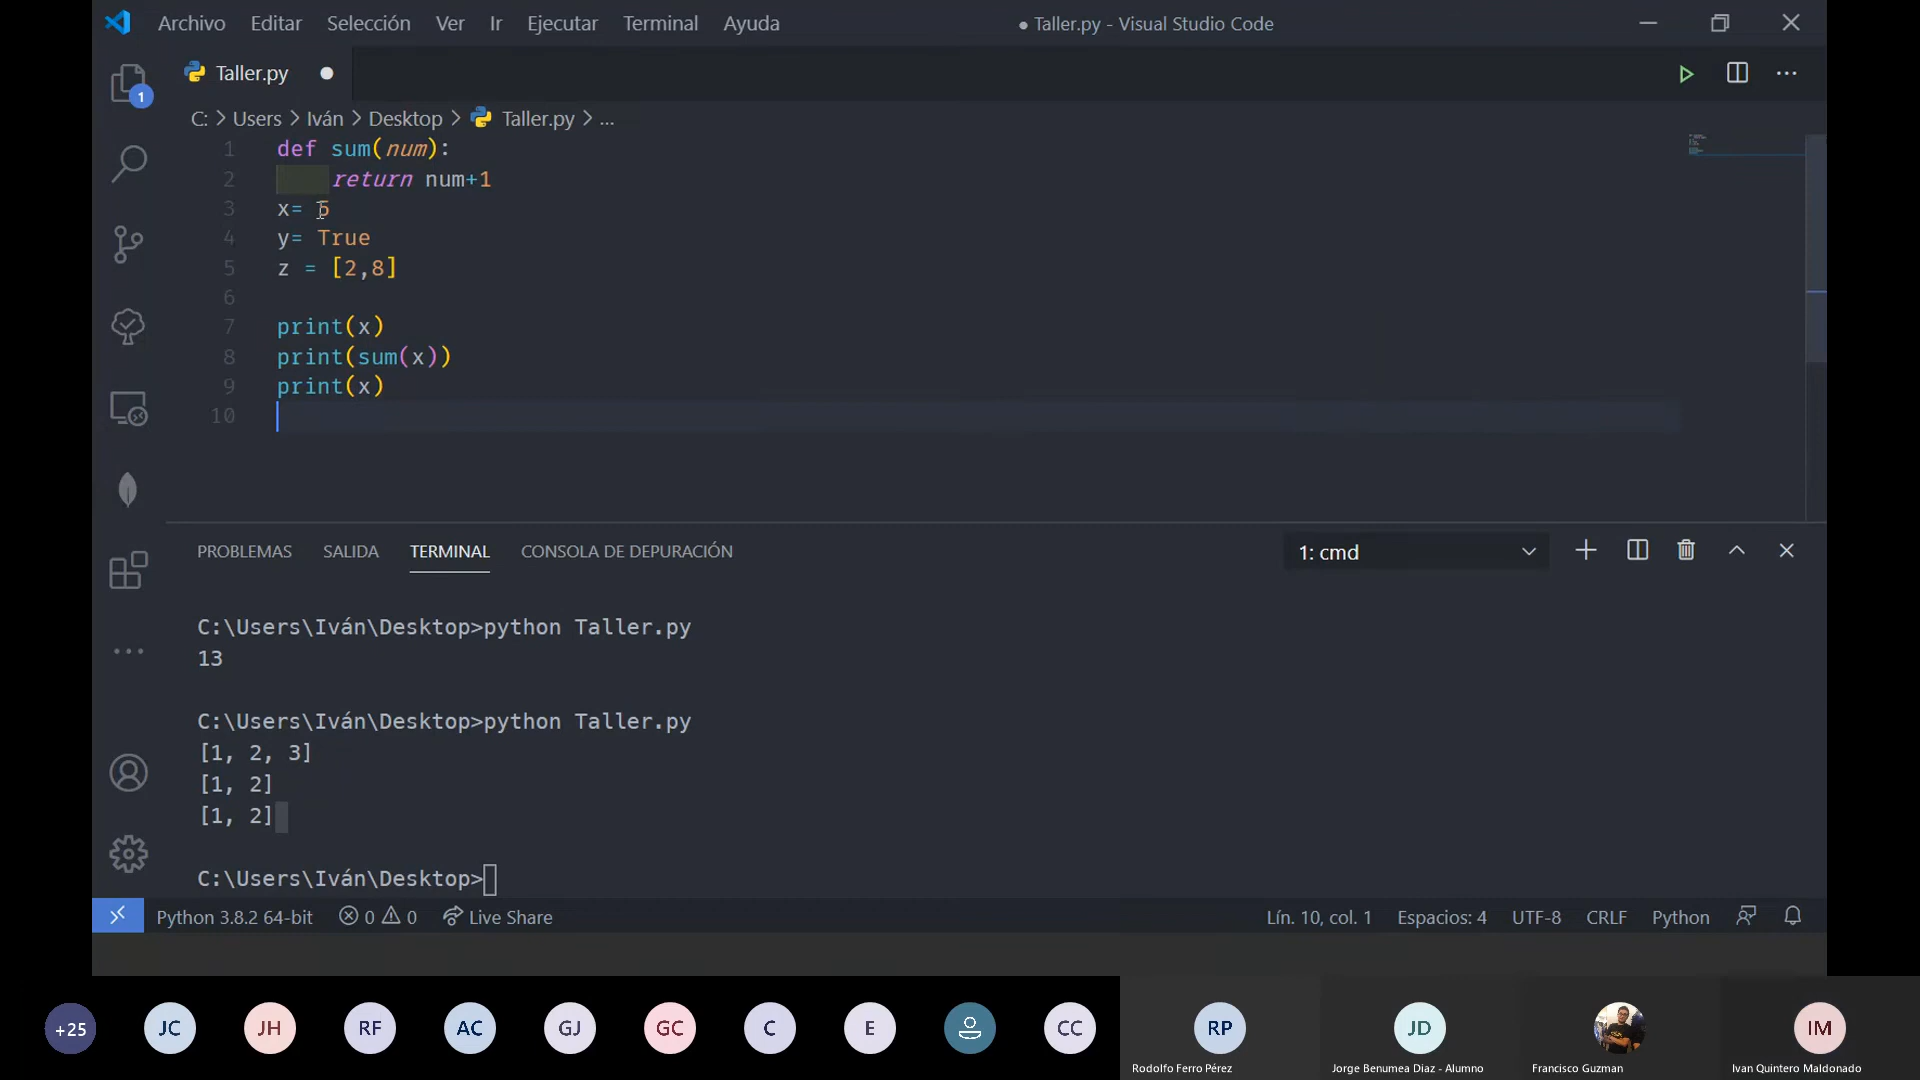 Archivo Editar Selección Ver Ir Ejecutar Terminal Ayuda
● Taller.py - Visual Studio Code
Taller.py
1
C: > Users > Iván > Desktop > Taller.py > ...
1 def sum(num):
2 return num+1
3 x= 5
4 y= True
5 z = [2,8]
6
7 print(x)
8 print(sum(x))
9 print(x)
10
PROBLEMAS SALIDA TERMINAL CONSOLA DE DEPURACIÓN
1: cmd
C:\Users\Iván\Desktop>python Taller.py
13
C:\Users\Iván\Desktop>python Taller.py
[1, 2, 3]
[1, 2]
[1, 2]
C:\Users\Iván\Desktop>
Python 3.8.2 64-bit 0 0 Live Share
Lín. 10, col. 1 Espacios: 4 UTF-8 CRLF Python
+25 JC JH RF AC GJ GC C E CC RP JD IM
Rodolfo Ferro Pérez Jorge Benumea Diaz - Alumno Francisco Guzman Ivan Quintero Maldonado